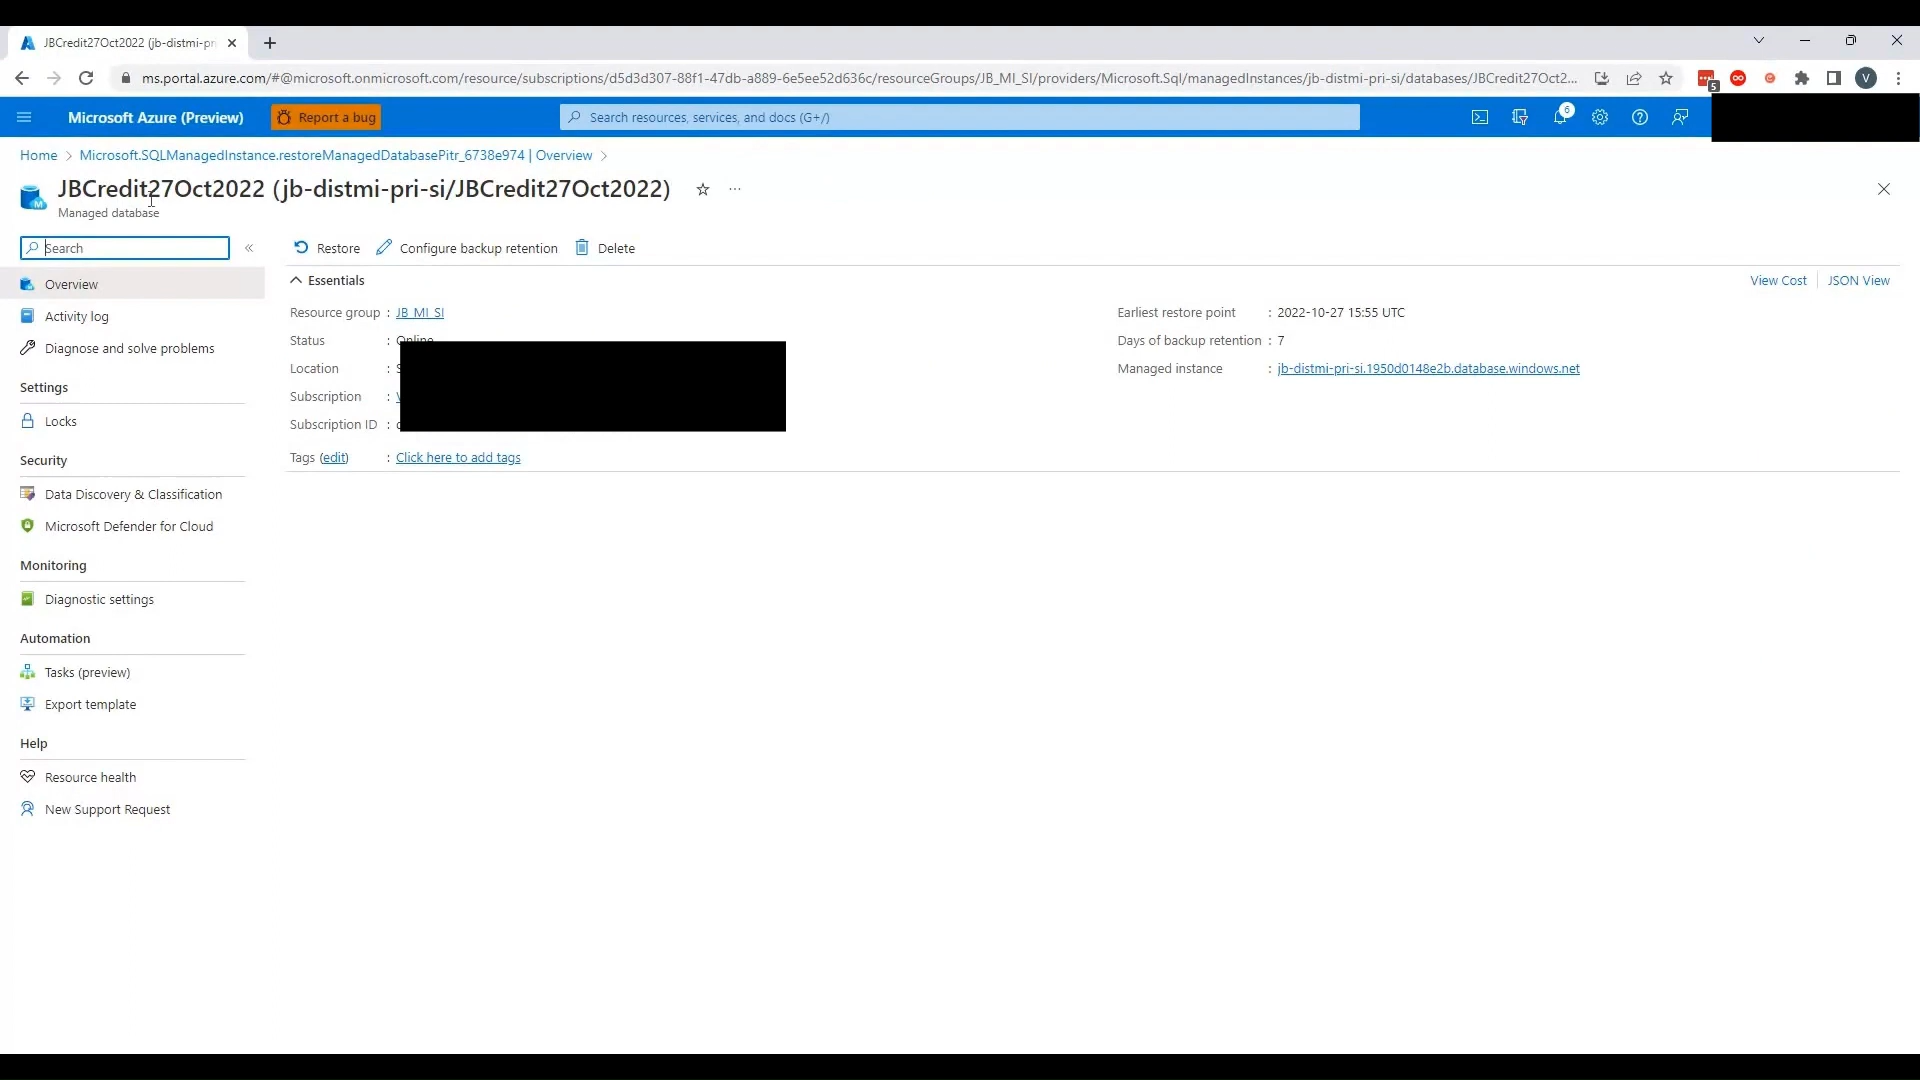 JBCredit27Oct2022 (jb-distmi-pri
ms.portal.azure.com/#@microsoft.onmicrosoft.com/resource/subscriptions/d5d3d307-88f1-47db-a889-6e5ee52d636c/resourceGroups/JB_MI_SI/providers/Microsoft.Sql/managedInstances/jb-distmi-pri-si/databases/JBCredit27Oct2...
5
V
Microsoft Azure (Preview)
Report a bug
Search resources, services, and docs (G+/)
6
Home > Microsoft.SQLManagedInstance.restoreManagedDatabasePitr_6738e974 | Overview >
JBCredit27Oct2022 (jb-distmi-pri-si/JBCredit27Oct2022)
Managed database
Search
Restore
Configure backup retention
Delete
Overview
Activity log
Diagnose and solve problems
Settings
Locks
Security
Data Discovery & Classification
Microsoft Defender for Cloud
Monitoring
Diagnostic settings
Automation
Tasks (preview)
Export template
Help
Resource health
New Support Request
Essentials
View Cost
JSON View
Resource group : JB_MI_SI
Status : Online
Location :
Subscription :
Subscription ID :
Tags (edit) : Click here to add tags
Earliest restore point : 2022-10-27 15:55 UTC
Days of backup retention : 7
Managed instance : jb-distmi-pri-si.1950d0148e2b.database.windows.net